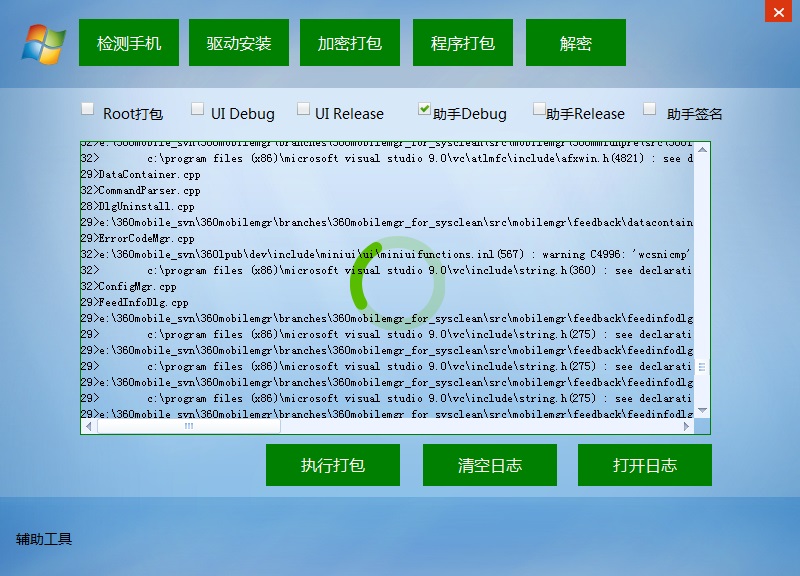 检测手机 驱动安装 加密打包 程序打包 解密
Root打包 UI Debug UI Release 助手Debug 助手Release 助手签名
32>e:\360mobile_svn\360mobilemgr\branches\360mobilemgr_for_sysclean\src\mobilemgr\
32> c:\program files (x86)\microsoft visual studio 9.0\vc\atlmfc\include\afxwin.h(4821) : see d
29>DataContainer.cpp
32>CommandParser.cpp
28>DlgUninstall.cpp
29>e:\360mobile_svn\360mobilemgr\branches\360mobilemgr_for_sysclean\src\mobilemgr\feedback\datacontain
29>ErrorCodeMgr.cpp
32>e:\360mobile_svn\360lpub\dev\include\miniui\ui\miniuifunctions.inl(567) : warning C4996: 'wcsnicmp'
32> c:\program files (x86)\microsoft visual studio 9.0\vc\include\string.h(360) : see declarati
32>ConfigMgr.cpp
29>FeedInfoDlg.cpp
29>e:\360mobile_svn\360mobilemgr\branches\360mobilemgr_for_sysclean\src\mobilemgr\feedback\feedinfodlg
29> c:\program files (x86)\microsoft visual studio 9.0\vc\include\string.h(275) : see declarati
29>e:\360mobile_svn\360mobilemgr\branches\360mobilemgr_for_sysclean\src\mobilemgr\feedback\feedinfodlg
29> c:\program files (x86)\microsoft visual studio 9.0\vc\include\string.h(275) : see declarati
29>e:\360mobile_svn\360mobilemgr\branches\360mobilemgr_for_sysclean\src\mobilemgr\feedback\feedinfodlg
29> c:\program files (x86)\microsoft visual studio 9.0\vc\include\string.h(275) : see declarati
29>e:\360mobile_svn\360mobilemgr\branches\360mobilemgr_for_sysclean\src\mobilemgr\feedback\feedinfodlg
执行打包 清空日志 打开日志
辅助工具